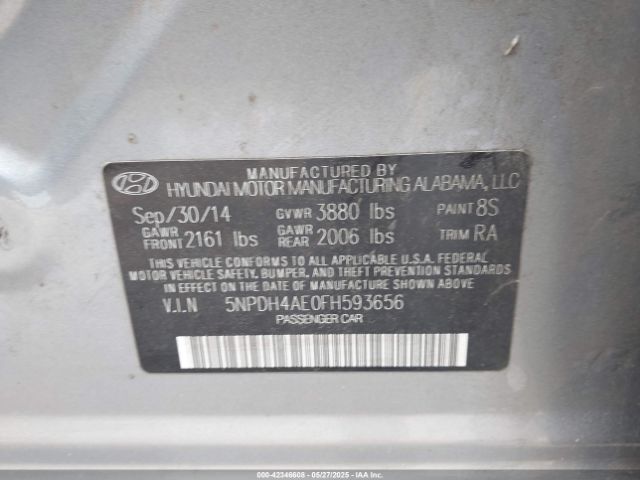 MANUFACTURED BY
HYUNDAI MOTOR MANUFACTURING ALABAMA, LLC
Sep/30/14 GVWR 3880 lbs PAINT 8S
GAWR FRONT 2161 lbs GAWR REAR 2006 lbs TRIM RA
THIS VEHICLE CONFORMS TO ALL APPLICABLE U.S.A. FEDERAL
MOTOR VEHICLE SAFETY, BUMPER, AND THEFT PREVENTION STANDARDS
IN EFFECT ON THE DATE OF MANUFACTURE SHOWN ABOVE.
V.I.N 5NPDH4AE0FH593656
PASSENGER CAR
000-42346608 - 05/27/2025 - IAA Inc.